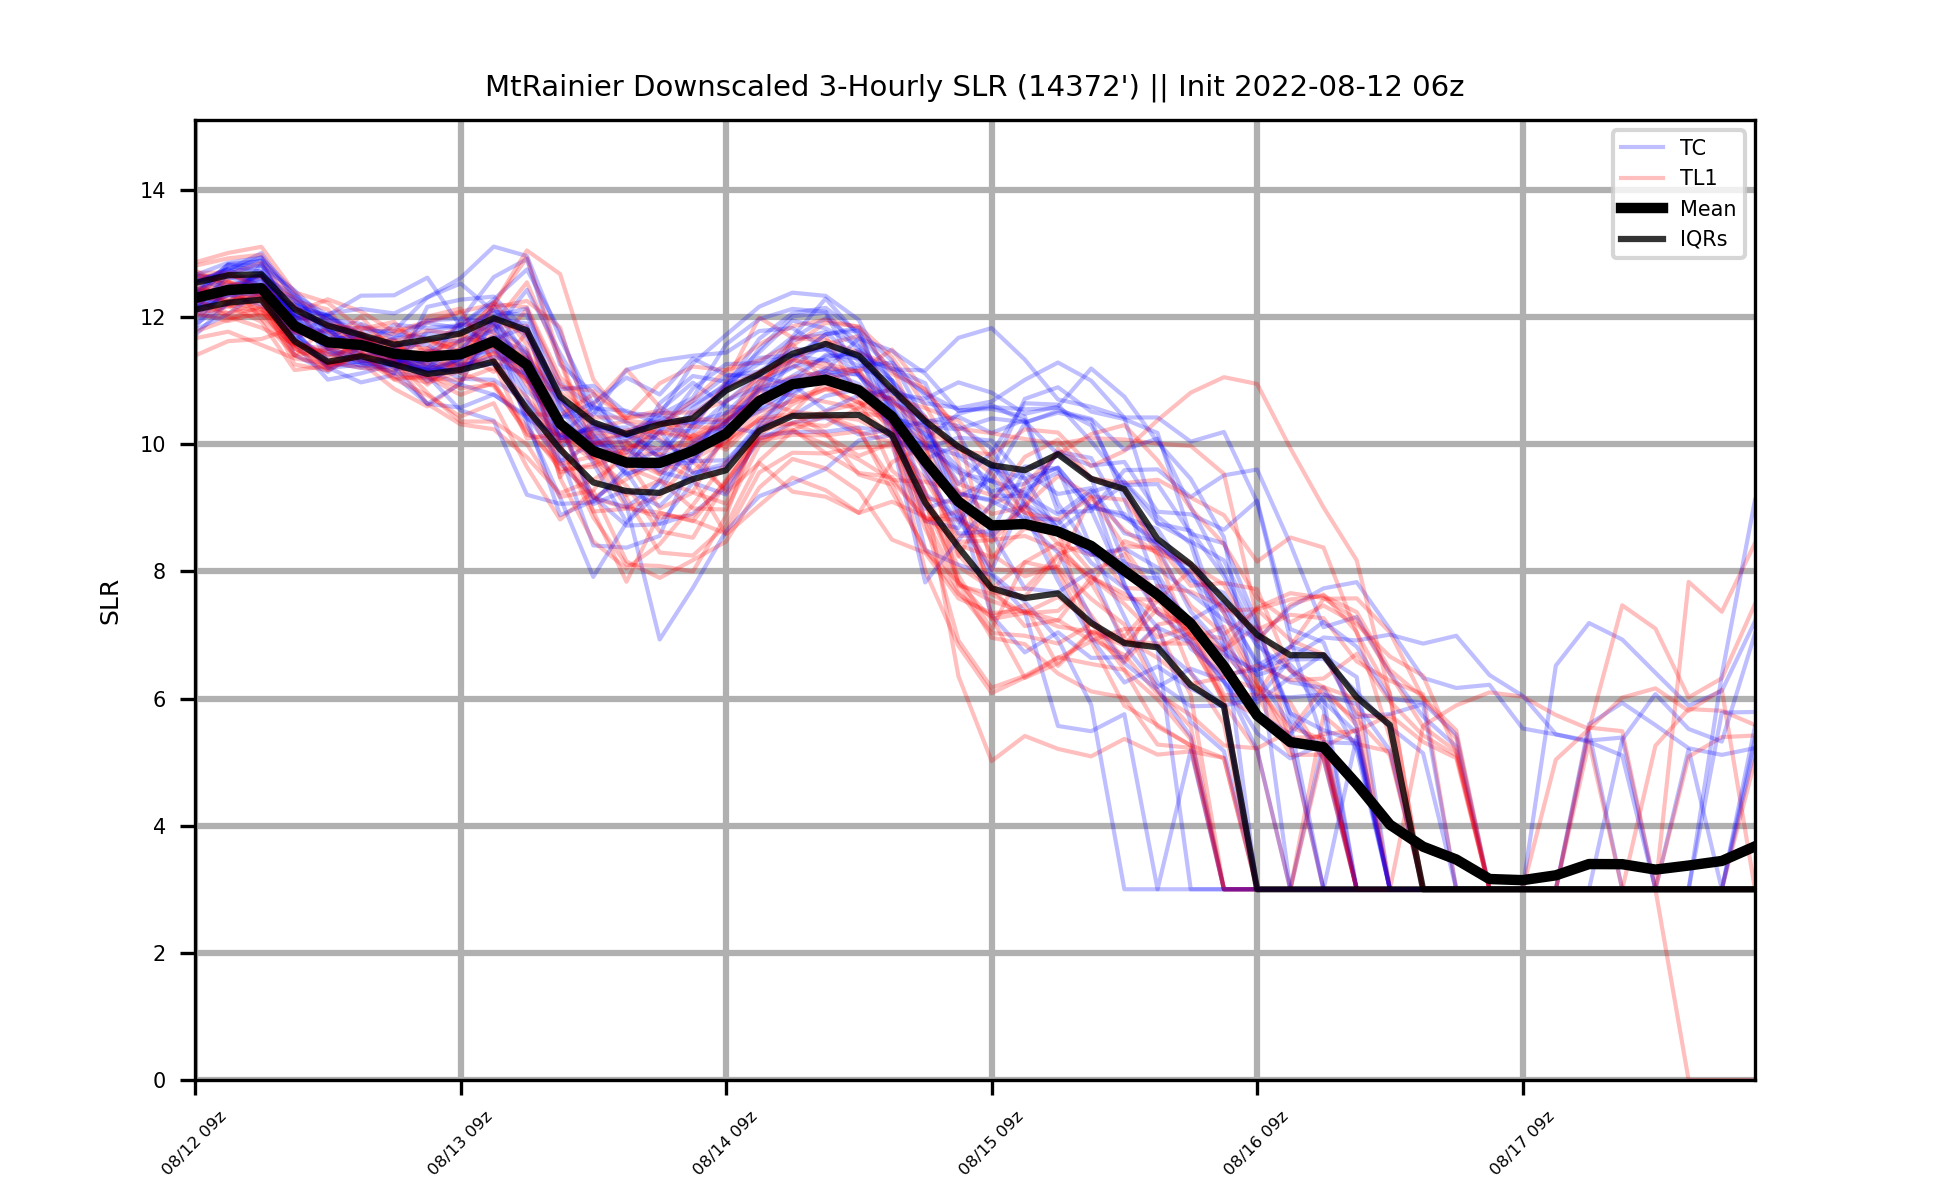 MtRainier Downscaled 3-Hourly SLR (14372') || Init 2022-08-12 06z
TC
TL1
Mean
IQRs
14
12
10
8
6
4
2
0
SLR
08/12 09z
08/13 09z
08/14 09z
08/15 09z
08/16 09z
08/17 09z